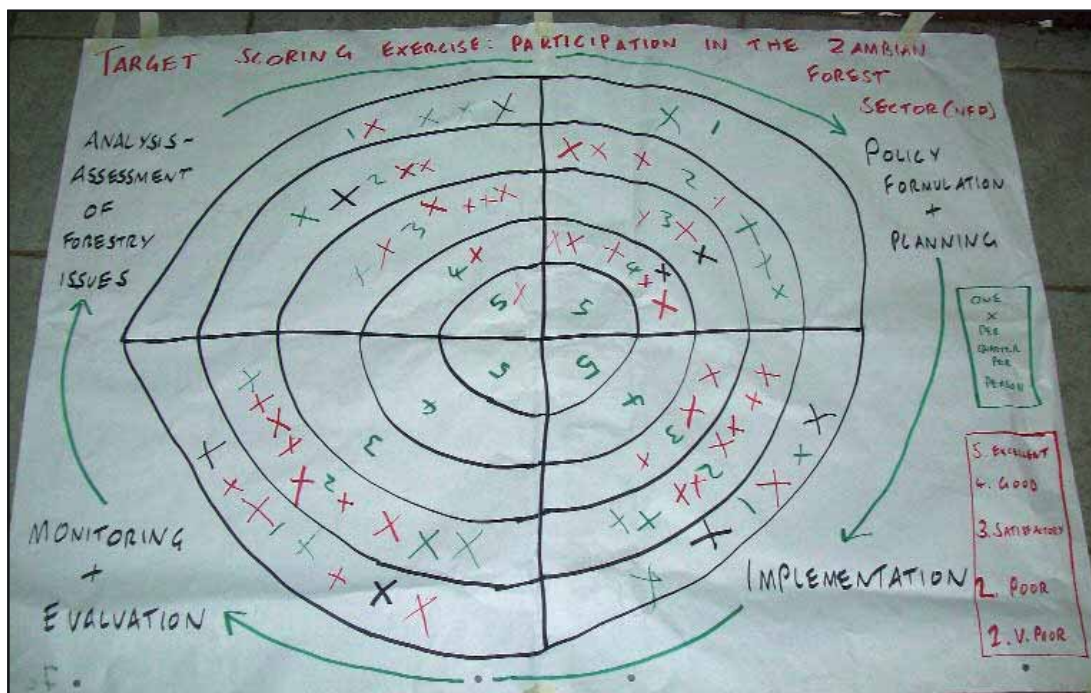 TARGET SCORING EXERCISE: PARTICIPATION IN THE ZAMBIAN
FOREST
SECTOR (NFP)
ANALYSIS-
ASSESSMENT
OF
FORESTRY
ISSUES
POLICY
FORMULATION
+
PLANNING
ONE
X
PER
QUARTER
PER
PERSON
5. EXCELLENT
4. GOOD
3. SATISFACTORY
2. POOR
1. V. POOR
IMPLEMENTATION
MONITORING
+
EVALUATION
1
2
3
4
5
1
2
3
4
5
5
4
3
2
1
5
4
3
2
1